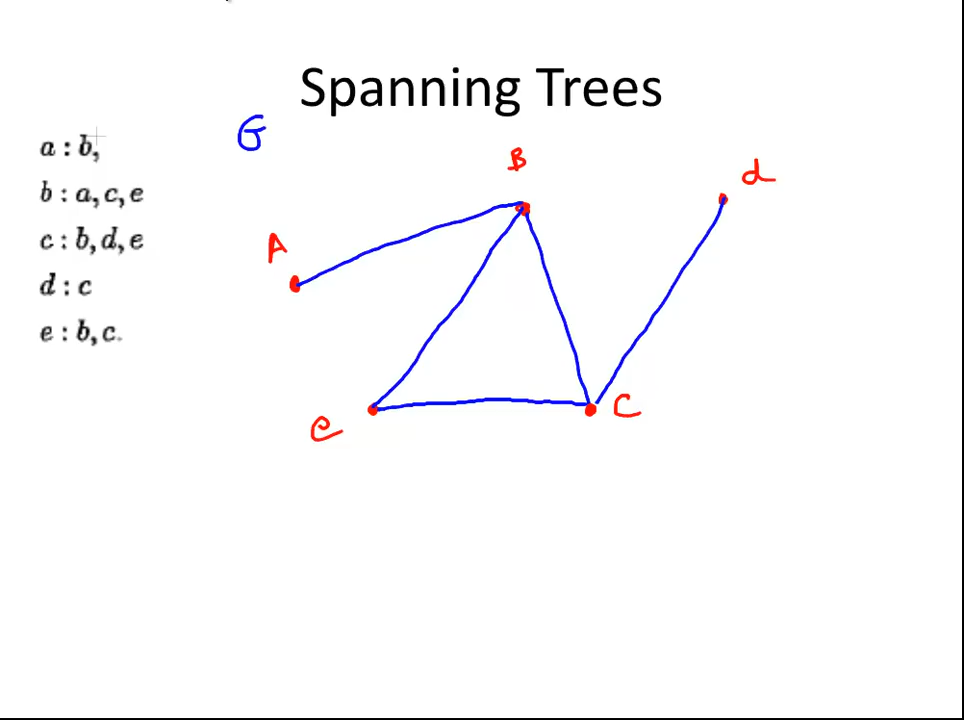 Spanning Trees
G
a : b,
b : a, c, e
c : b, d, e
d : c
e : b, c.
B
d
A
e
C